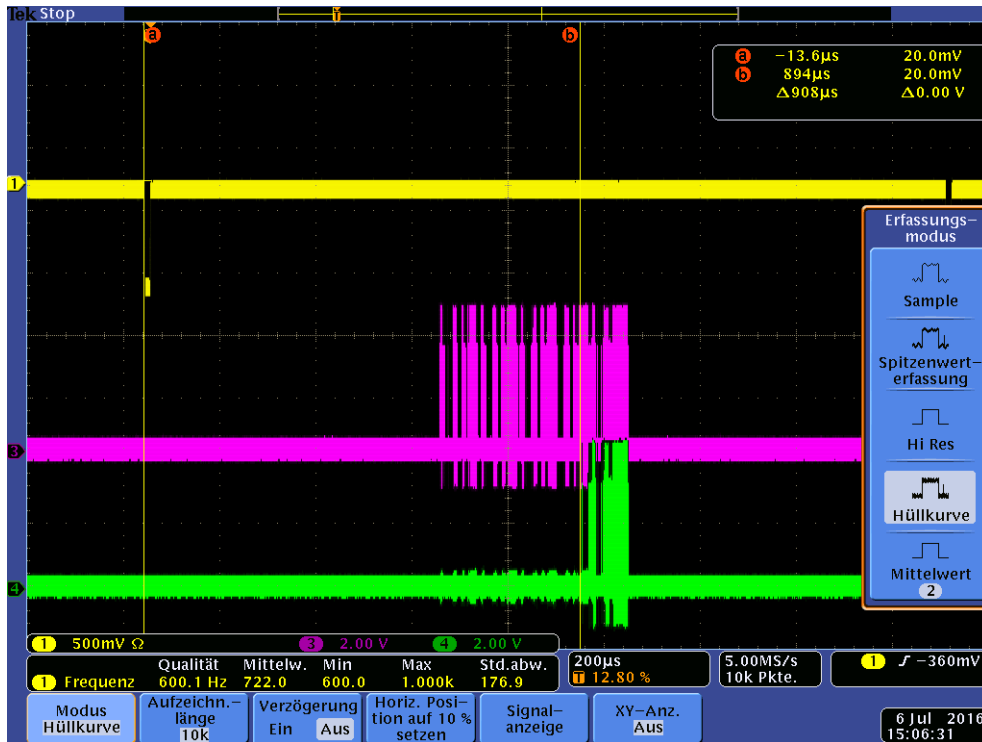 Tek Stop
T
a
b
a −13.6µs 20.0mV
b 894µs 20.0mV
Δ908µs Δ0.00 V
1
3
4
Erfassungs−
modus
Sample
Spitzenwert−
erfassung
Hi Res
Hüllkurve
Mittelwert
2
1 500mV Ω 3 2.00 V 4 2.00 V
Qualität Mittelw. Min Max Std.abw.
1 Frequenz 600.1 Hz 722.0 600.0 1.000k 176.9
200µs
T 12.80 %
5.00MS/s
10k Pkte.
1 ʃ −360mV
Modus
Hüllkurve
Aufzeichn.−
länge
10k
Verzögerung
Ein Aus
Horiz. Posi−
tion auf 10 %
setzen
Signal−
anzeige
XY−Anz.
Aus
6 Jul 2016
15:06:31